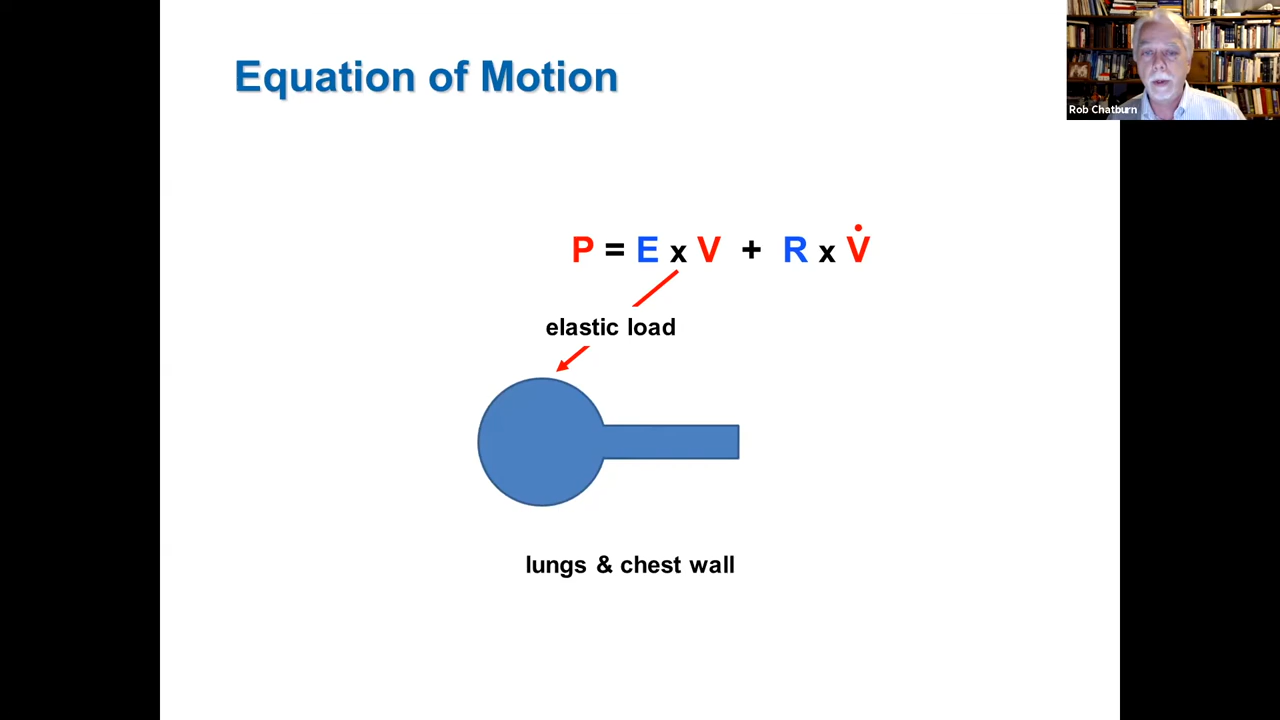 Equation of Motion
Rob Chatburn
P = E x V + R x V̇
elastic load
lungs & chest wall